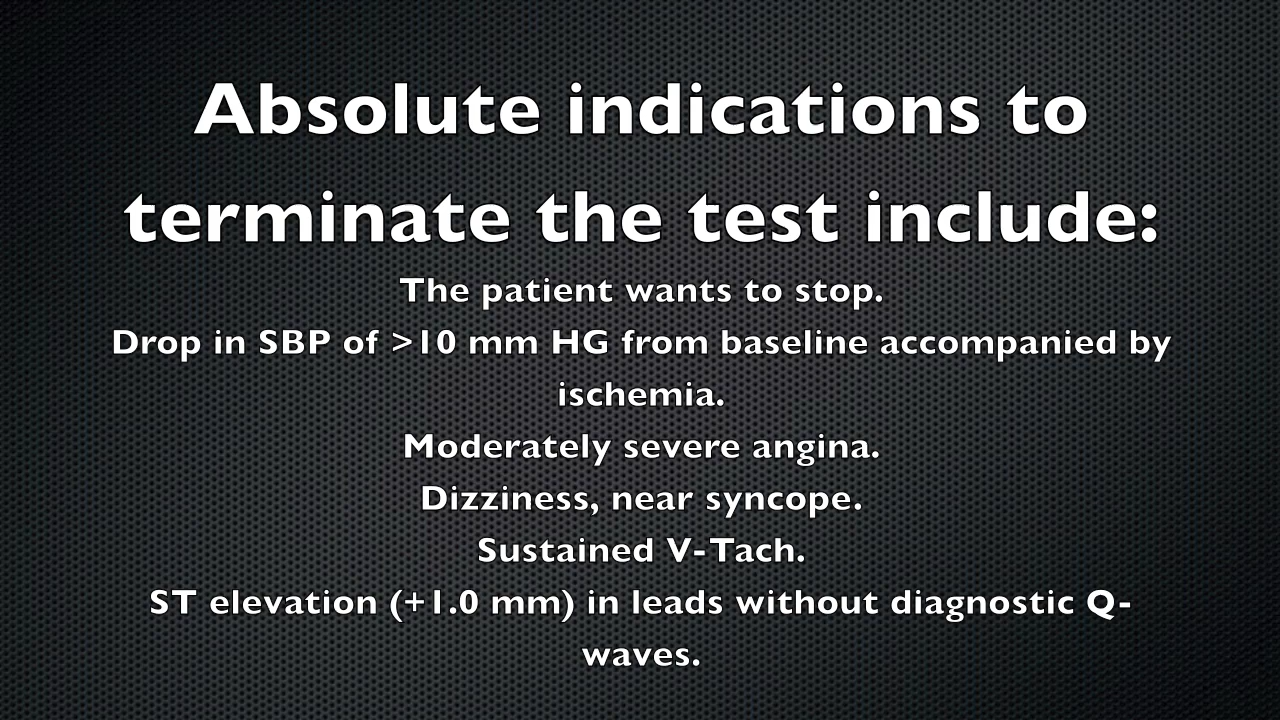 Absolute indications to
terminate the test include:
The patient wants to stop.
Drop in SBP of >10 mm HG from baseline accompanied by
ischemia.
Moderately severe angina.
Dizziness, near syncope.
Sustained V-Tach.
ST elevation (+1.0 mm) in leads without diagnostic Q-
waves.